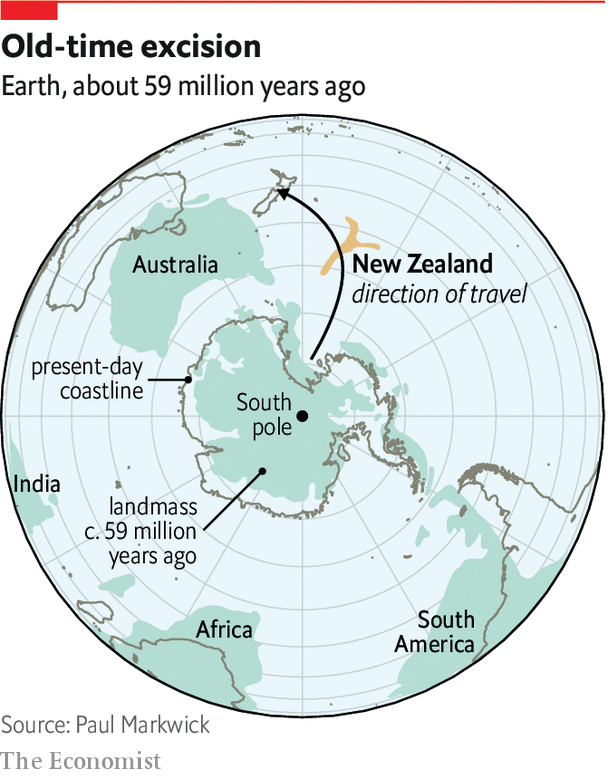 Old-time excision
Earth, about 59 million years ago
Australia
New Zealand
direction of travel
present-day
coastline
South
pole
India
landmass
c. 59 million
years ago
Africa
South
America
Source: Paul Markwick
The Economist